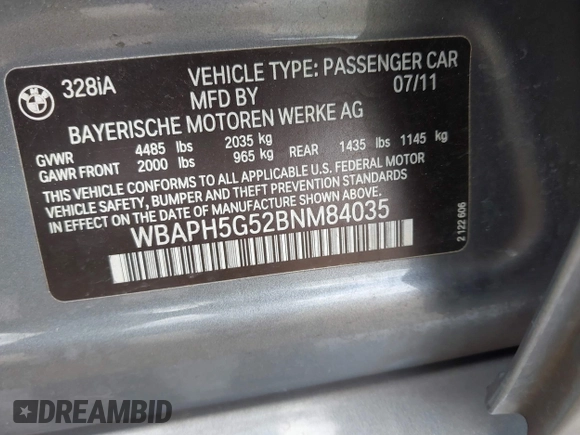 BMW
328iA
VEHICLE TYPE: PASSENGER CAR
MFD BY 07/11
BAYERISCHE MOTOREN WERKE AG
GVWR 4485 lbs 2035 kg
GAWR FRONT 2000 lbs 965 kg REAR 1435 lbs 1145 kg
THIS VEHICLE CONFORMS TO ALL APPLICABLE U.S. FEDERAL MOTOR
VEHICLE SAFETY, BUMPER AND THEFT PREVENTION STANDARDS IN
EFFECT ON THE DATE OF MANUFACTURE SHOWN ABOVE.
WBAPH5G52BNM84035
2 122 606
DREAMBID